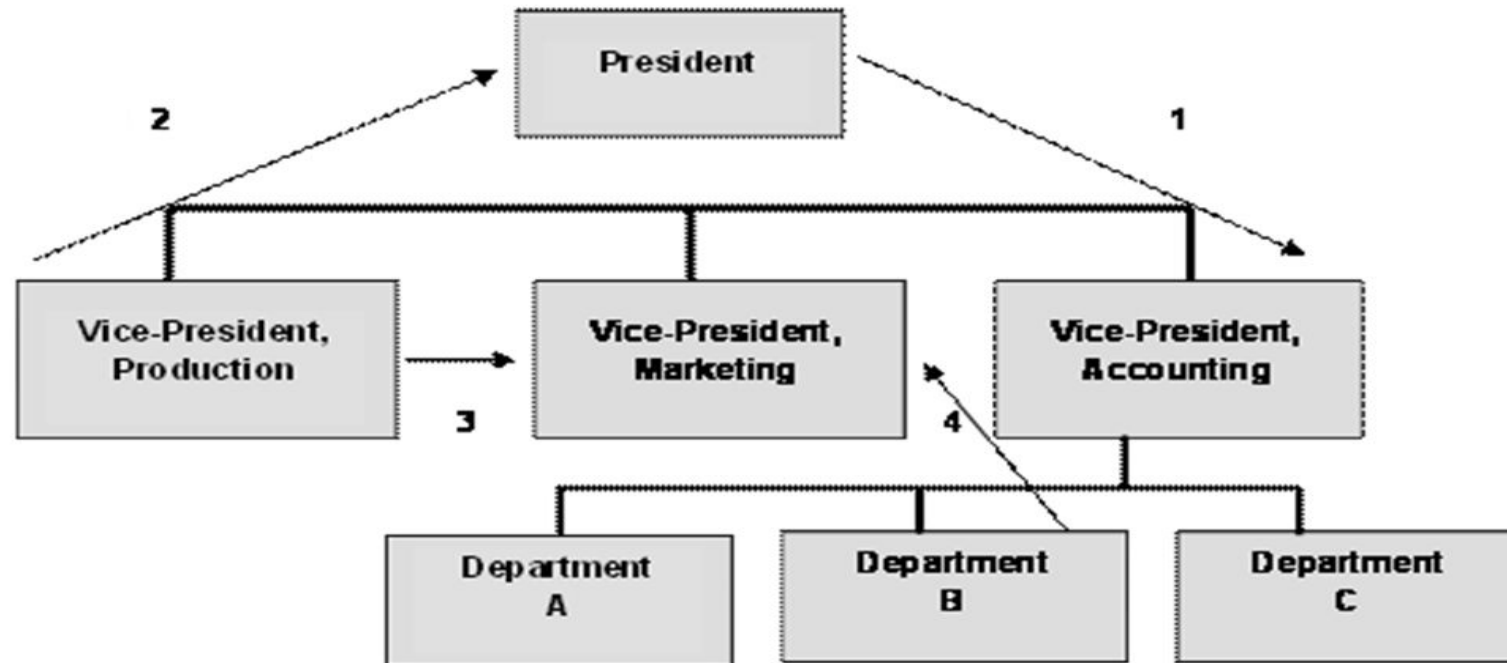 President
2
1
Vice-President,
Production
Vice-President,
Marketing
Vice-President,
Accounting
3
4
Department
A
Department
B
Department
C